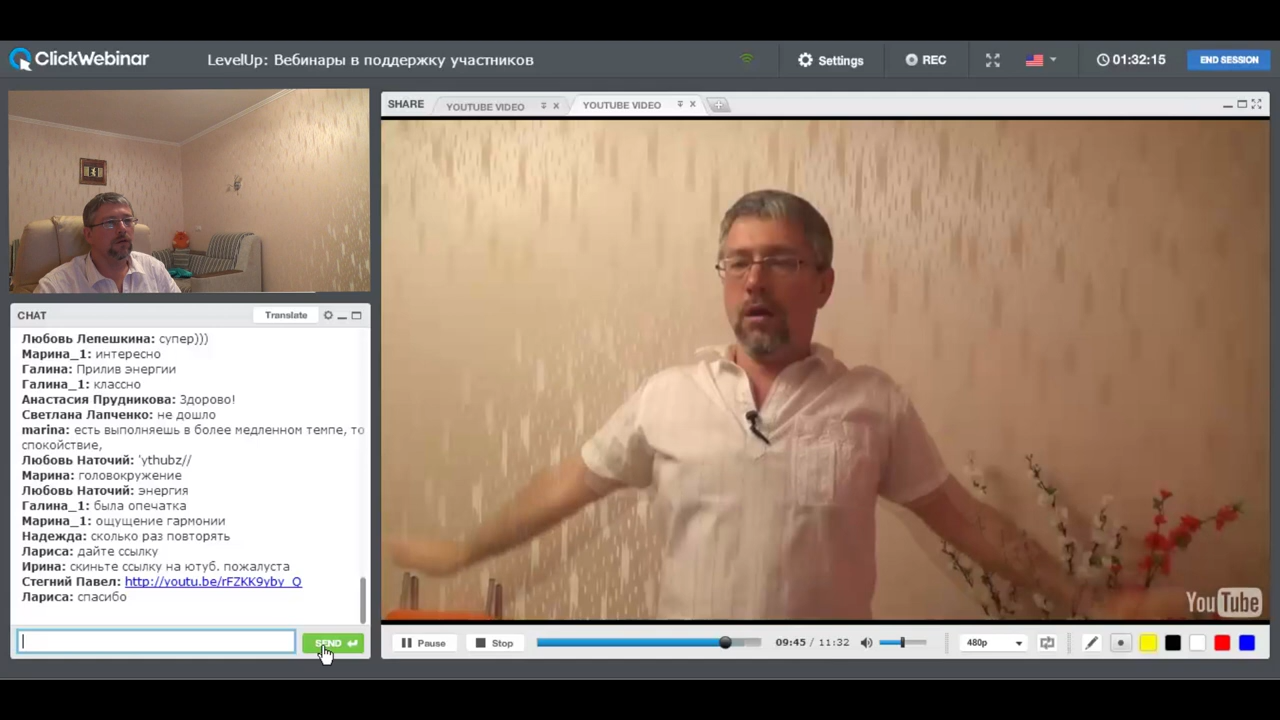 ClickWebinar
LevelUp: Вебинары в поддержку участников
Settings
REC
01:32:15
END SESSION
SHARE
YOUTUBE VIDEO
YOUTUBE VIDEO
CHAT
Translate
Любовь Лепешкина: супер)))
Марина_1: интересно
Галина: Прилив энергии
Галина_1: классно
Анастасия Прудникова: Здорово!
Светлана Лапченко: не дошло
marina: есть выполняешь в более медленном темпе, то
спокойствие,
Любовь Наточий: 'ythubz//
Марина: головокружение
Любовь Наточий: энергия
Галина_1: была опечатка
Марина_1: ощущение гармонии
Надежда: сколько раз повторять
Лариса: дайте ссылку
Ирина: скиньте ссылку на ютуб. пожалуста
Стегний Павел: http://youtu.be/rFZKK9yby_Q
Лариса: спасибо
SEND
YouTube
Pause
Stop
09:45 / 11:32
480p